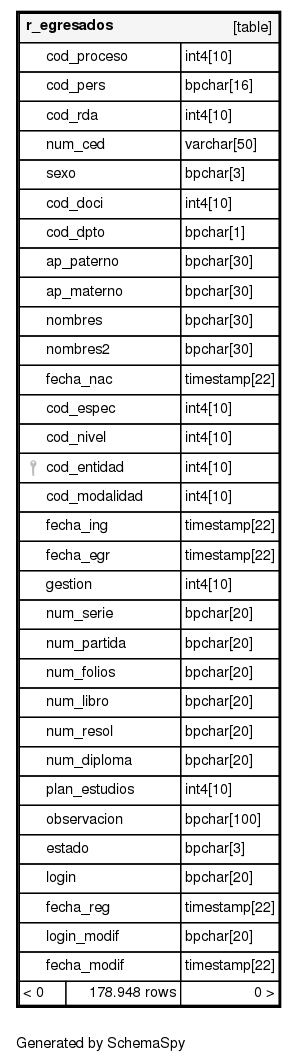 r_egresados [table]
cod_proceso int4[10]
cod_pers bpchar[16]
cod_rda int4[10]
num_ced varchar[50]
sexo bpchar[3]
cod_doci int4[10]
cod_dpto bpchar[1]
ap_paterno bpchar[30]
ap_materno bpchar[30]
nombres bpchar[30]
nombres2 bpchar[30]
fecha_nac timestamp[22]
cod_espec int4[10]
cod_nivel int4[10]
cod_entidad int4[10]
cod_modalidad int4[10]
fecha_ing timestamp[22]
fecha_egr timestamp[22]
gestion int4[10]
num_serie bpchar[20]
num_partida bpchar[20]
num_folios bpchar[20]
num_libro bpchar[20]
num_resol bpchar[20]
num_diploma bpchar[20]
plan_estudios int4[10]
observacion bpchar[100]
estado bpchar[3]
login bpchar[20]
fecha_reg timestamp[22]
login_modif bpchar[20]
fecha_modif timestamp[22]
< 0 178.948 rows 0 >
Generated by SchemaSpy